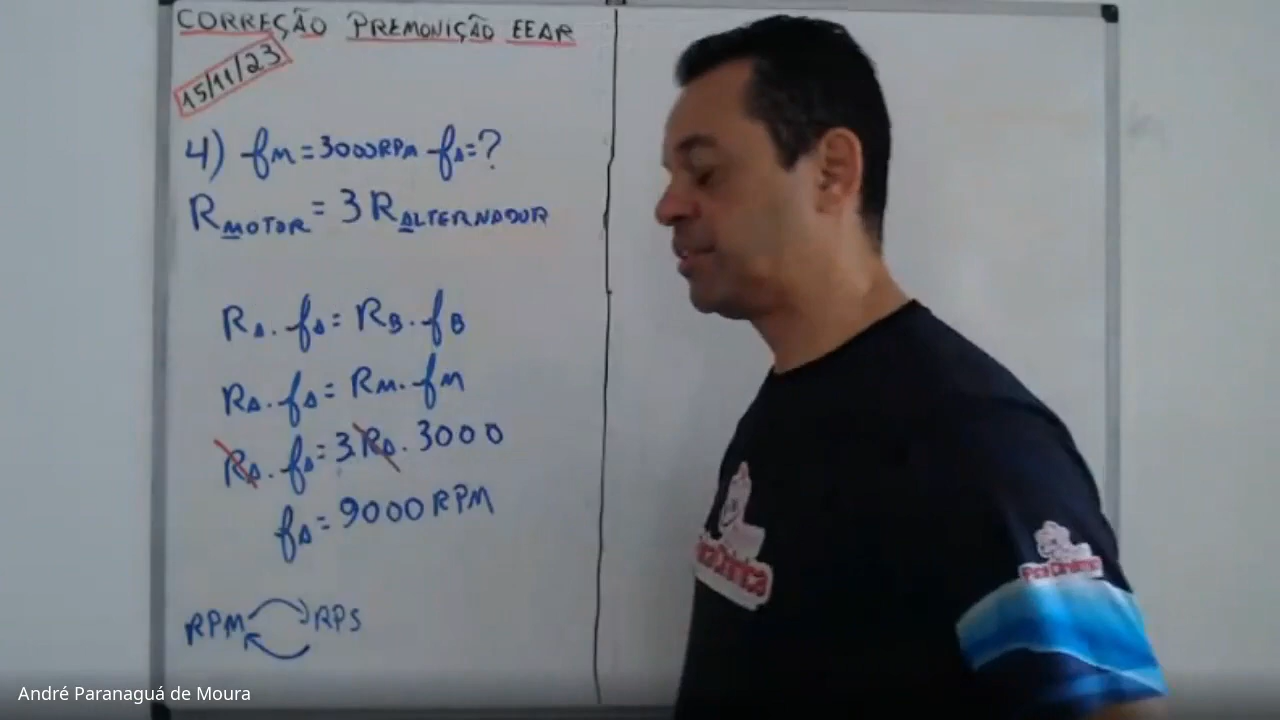 CORREÇÃO PREMONIÇÃO EEAR
15/11/23
4) fM = 3000RPM fA = ?
RMOTOR = 3 RALTERNADOR
RA . fA = RB . fB
RA . fA = RM . fM
RA . fA = 3.RA . 3000
fA = 9000 RPM
RPM RPS
André Paranaguá de Moura